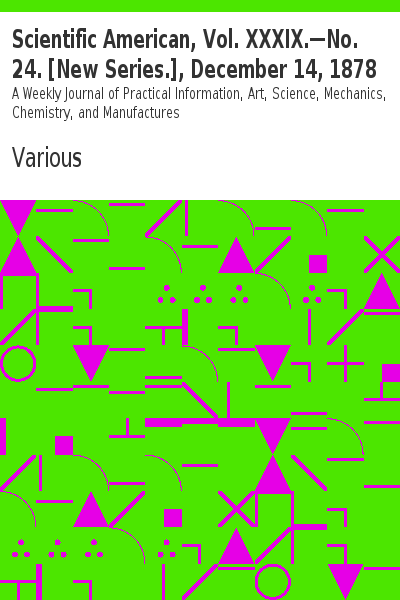 Scientific American, Vol. XXXIX.—No.
24. [New Series.], December 14, 1878
A Weekly Journal of Practical Information, Art, Science, Mechanics,
Chemistry, and Manufactures
Various